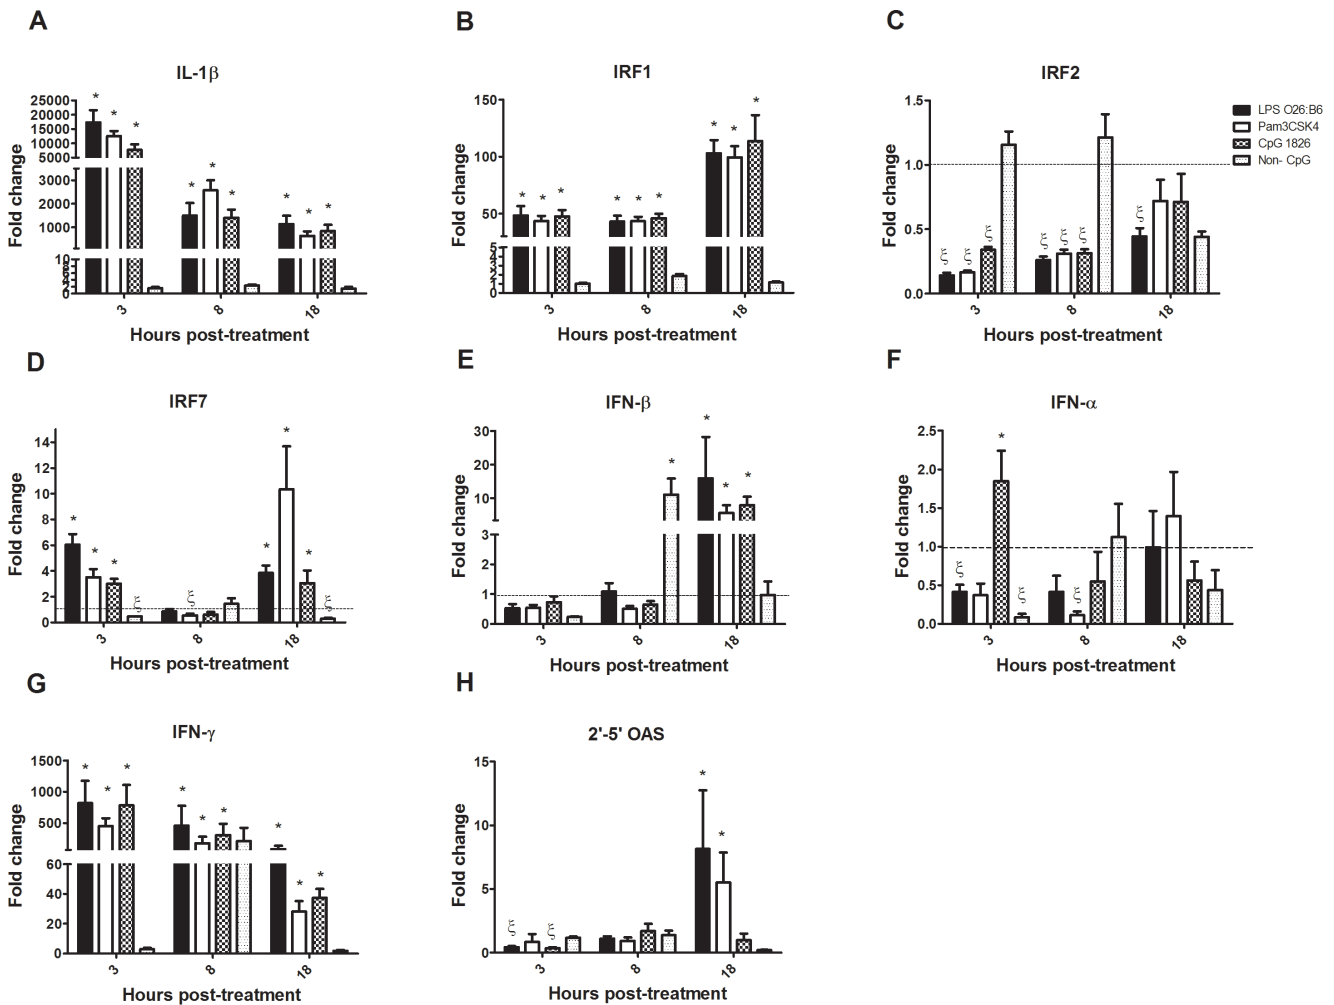 A
B
C
IL-1β
IRF1
IRF2
Fold change
25000
20000
15000
10000
5000
3000
2000
1000
10
8
6
4
2
0
* * *
* * *
* * *
3 8 18
Hours post-treatment
Fold change
150
100
50
5
4
3
2
1
0
* * *
* * *
* * *
3 8 18
Hours post-treatment
Fold change
1.5
1.0
0.5
0.0
ξ ξ ξ
ξ ξ ξ
ξ
3 8 18
Hours post-treatment
LPS O26:B6
Pam3CSK4
CpG 1826
Non- CpG
D
E
F
IRF7
IFN-β
IFN-α
Fold change
14
12
10
8
6
4
2
0
* * * ξ
ξ
* * * ξ
3 8 18
Hours post-treatment
Fold change
30
20
10
3
2
1
0
*
* * *
3 8 18
Hours post-treatment
Fold change
2.5
2.0
1.5
1.0
0.5
0.0
ξ * ξ
ξ
3 8 18
Hours post-treatment
G
H
IFN-γ
2'-5' OAS
Fold change
1500
1000
500
60
40
20
0
* * *
* * *
* * *
3 8 18
Hours post-treatment
Fold change
15
10
5
0
ξ ξ
* *
3 8 18
Hours post-treatment